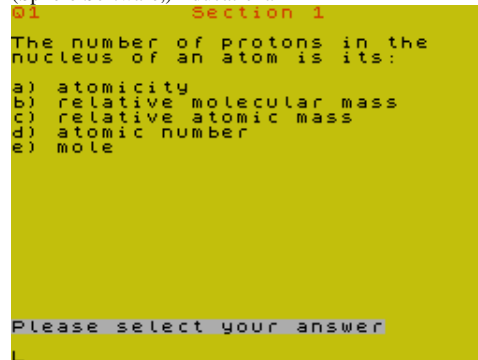 Q1 Section 1
The number of protons in the
nucleus of an atom is its:
a) atomicity
b) relative molecular mass
c) relative atomic mass
d) atomic number
e) mole
Please select your answer